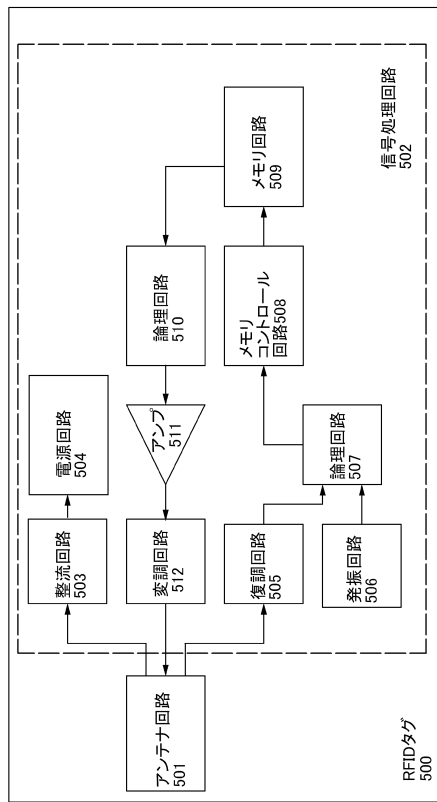 RFIDタグ
500
アンテナ回路
501
信号処理回路
502
整流回路
503
電源回路
504
変調回路
512
アンプ
511
論理回路
510
メモリ回路
509
復調回路
505
発振回路
506
論理回路
507
メモリ
コントロール
回路508